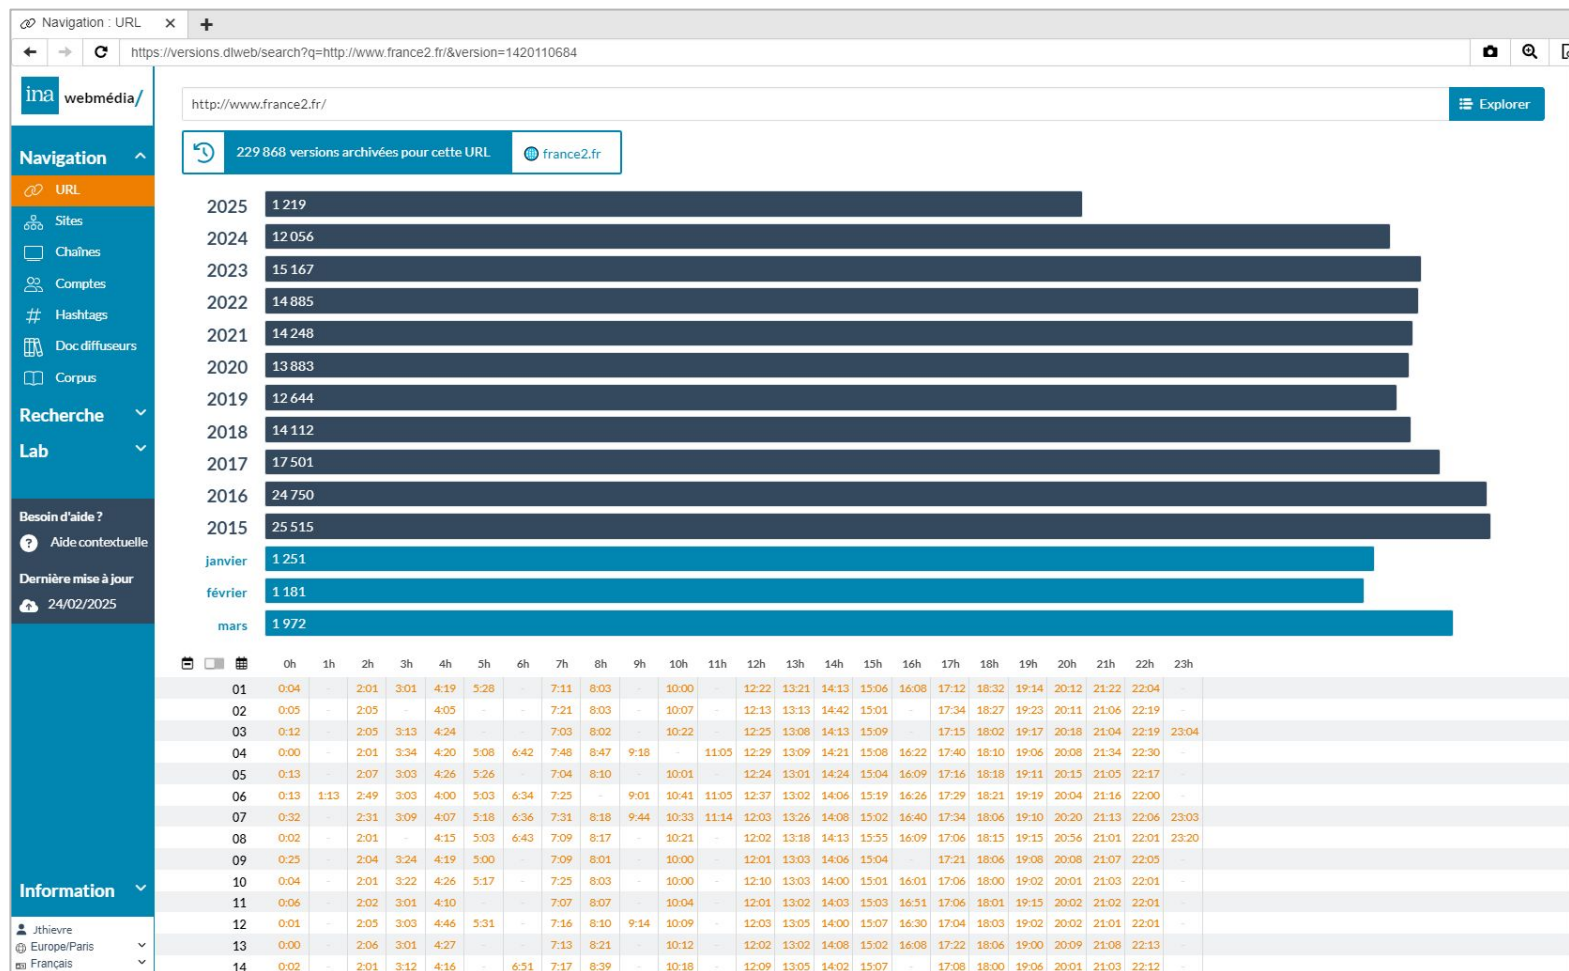 Navigation : URL × +
https://versions.dlweb/search?q=http://www.france2.fr/&version=1420110684
ina webmédia/
http://www.france2.fr/
Explorer
229 868 versions archivées pour cette URL
france2.fr
Navigation
URL
Sites
Chaînes
Comptes
Hashtags
Doc diffuseurs
Corpus
Recherche
Lab
Besoin d'aide ?
Aide contextuelle
Dernière mise à jour
24/02/2025
Information
Jthievre
Europe/Paris
Français
2025 1 219
2024 12 056
2023 15 167
2022 14 885
2021 14 248
2020 13 883
2019 12 644
2018 14 112
2017 17 501
2016 24 750
2015 25 515
janvier 1 251
février 1 181
mars 1 972
0h 1h 2h 3h 4h 5h 6h 7h 8h 9h 10h 11h 12h 13h 14h 15h 16h 17h 18h 19h 20h 21h 22h 23h
01 0:04 - 2:01 3:01 4:19 5:28 - 7:11 8:03 - 10:00 - 12:22 13:21 14:13 15:06 16:08 17:12 18:32 19:14 20:12 21:22 22:04 -
02 0:05 - 2:05 - 4:05 - - 7:21 8:03 - 10:07 - 12:13 13:13 14:42 15:01 - 17:34 18:27 19:23 20:11 21:06 22:19 -
03 0:12 - 2:05 3:13 4:24 - - 7:03 8:02 - 10:22 - 12:25 13:08 14:13 15:09 - 17:15 18:02 19:17 20:18 21:04 22:19 23:04
04 0:00 - 2:01 3:34 4:20 5:08 6:42 7:48 8:47 9:18 - 11:05 12:29 13:09 14:21 15:08 16:22 17:40 18:10 19:06 20:08 21:34 22:30 -
05 0:13 - 2:07 3:03 4:26 5:26 - 7:04 8:10 - 10:01 - 12:24 13:01 14:24 15:04 16:09 17:16 18:18 19:11 20:15 21:05 22:17 -
06 0:13 1:13 2:49 3:03 4:00 5:03 6:34 7:25 - 9:01 10:41 11:05 12:37 13:02 14:06 15:19 16:26 17:29 18:21 19:19 20:04 21:16 22:00 -
07 0:32 - 2:31 3:09 4:07 5:18 6:36 7:31 8:18 9:44 10:33 11:14 12:03 13:26 14:08 15:02 16:40 17:34 18:06 19:10 20:20 21:13 22:06 23:03
08 0:02 - 2:01 - 4:15 5:03 6:43 7:09 8:17 - 10:21 - 12:02 13:18 14:13 15:55 16:09 17:06 18:15 19:15 20:56 21:01 22:01 23:20
09 0:25 - 2:04 3:24 4:19 5:00 - 7:09 8:01 - 10:00 - 12:01 13:03 14:06 15:04 - 17:21 18:06 19:08 20:08 21:07 22:05 -
10 0:04 - 2:01 3:22 4:26 5:17 - 7:25 8:03 - 10:00 - 12:10 13:03 14:00 15:01 16:01 17:06 18:00 19:02 20:01 21:03 22:01 -
11 0:06 - 2:02 3:01 4:10 - - 7:07 8:07 - 10:04 - 12:01 13:02 14:03 15:03 16:51 17:06 18:01 19:15 20:02 21:02 22:01 -
12 0:01 - 2:05 3:03 4:46 5:31 - 7:16 8:10 9:14 10:09 - 12:03 13:05 14:00 15:07 16:30 17:04 18:03 19:02 20:02 21:01 22:01 -
13 0:00 - 2:06 3:01 4:27 - - 7:13 8:21 - 10:12 - 12:02 13:02 14:08 15:02 16:08 17:22 18:06 19:00 20:09 21:08 22:13 -
14 0:02 - 2:01 3:12 4:16 - 6:51 7:17 8:39 - 10:18 - 12:09 13:05 14:02 15:07 - 17:08 18:00 19:06 20:01 21:03 22:12 -